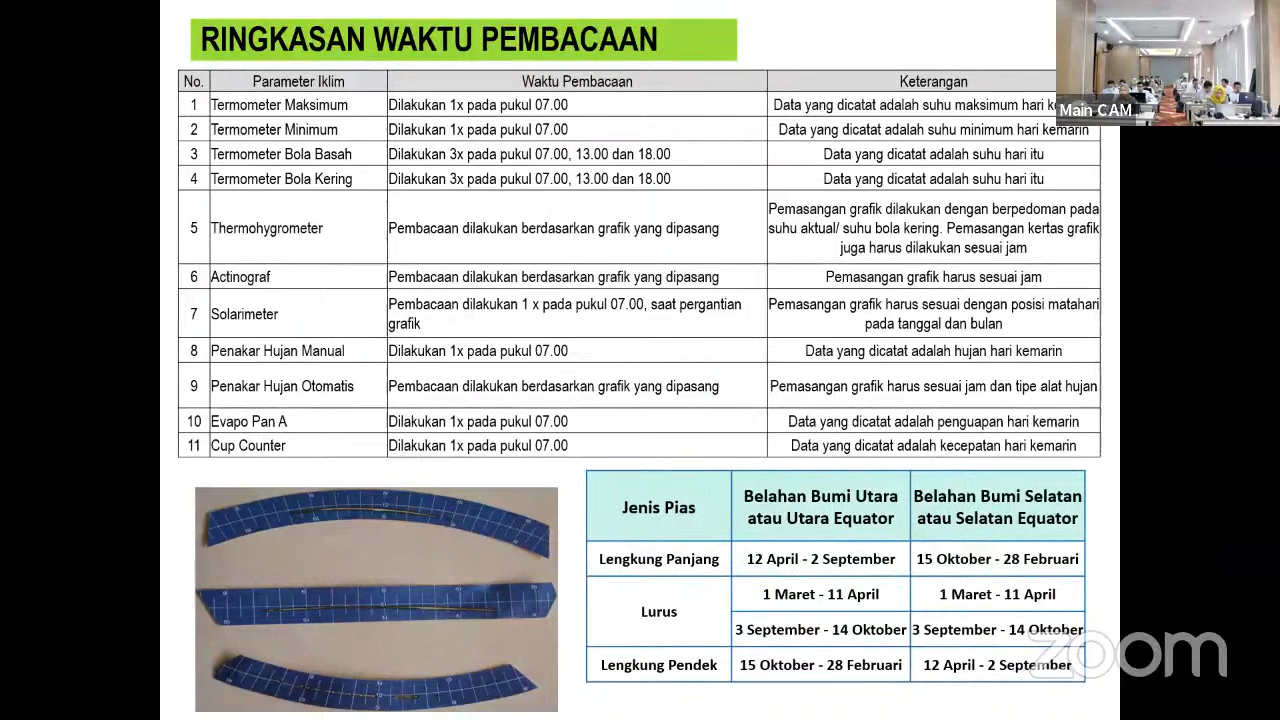 RINGKASAN WAKTU PEMBACAAN
Main CAM
No. Parameter Iklim Waktu Pembacaan Keterangan
1 Termometer Maksimum Dilakukan 1x pada pukul 07.00 Data yang dicatat adalah suhu maksimum hari
2 Termometer Minimum Dilakukan 1x pada pukul 07.00 Data yang dicatat adalah suhu minimum hari kemarin
3 Termometer Bola Basah Dilakukan 3x pada pukul 07.00, 13.00 dan 18.00 Data yang dicatat adalah suhu hari itu
4 Termometer Bola Kering Dilakukan 3x pada pukul 07.00, 13.00 dan 18.00 Data yang dicatat adalah suhu hari itu
5 Thermohygrometer Pembacaan dilakukan berdasarkan grafik yang dipasang Pemasangan grafik dilakukan dengan berpedoman pada
suhu aktual/ suhu bola kering. Pemasangan kertas grafik
juga harus dilakukan sesuai jam
6 Actinograf Pembacaan dilakukan berdasarkan grafik yang dipasang Pemasangan grafik harus sesuai jam
7 Solarimeter Pembacaan dilakukan 1 x pada pukul 07.00, saat pergantian
grafik Pemasangan grafik harus sesuai dengan posisi matahari
pada tanggal dan bulan
8 Penakar Hujan Manual Dilakukan 1x pada pukul 07.00 Data yang dicatat adalah hujan hari kemarin
9 Penakar Hujan Otomatis Pembacaan dilakukan berdasarkan grafik yang dipasang Pemasangan grafik harus sesuai jam dan tipe alat hujan
10 Evapo Pan A Dilakukan 1x pada pukul 07.00 Data yang dicatat adalah penguapan hari kemarin
11 Cup Counter Dilakukan 1x pada pukul 07.00 Data yang dicatat adalah kecepatan hari kemarin
Jenis Pias Belahan Bumi Utara
atau Utara Equator Belahan Bumi Selatan
atau Selatan Equator
Lengkung Panjang 12 April - 2 September 15 Oktober - 28 Februari
Lurus 1 Maret - 11 April 1 Maret - 11 April
3 September - 14 Oktober 3 September - 14 Oktober
Lengkung Pendek 15 Oktober - 28 Februari 12 April - 2 September
zoom